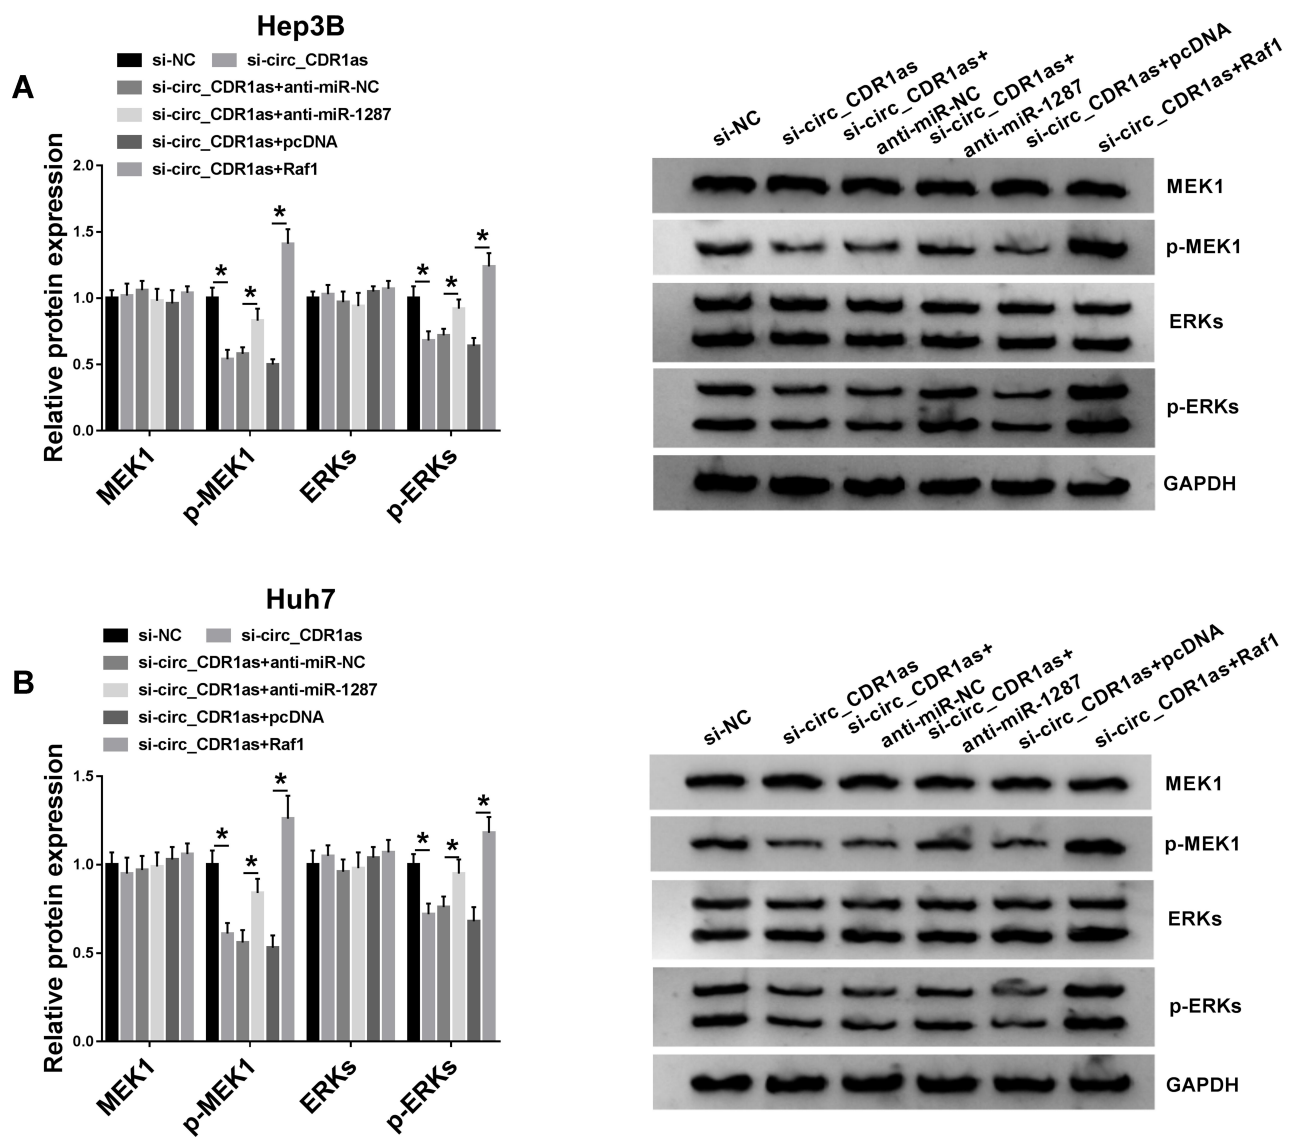 Hep3B
A
si-NC si-circ_CDR1as
si-circ_CDR1as+anti-miR-NC
si-circ_CDR1as+anti-miR-1287
si-circ_CDR1as+pcDNA
si-circ_CDR1as+Raf1
Relative protein expression
2.0
1.5
1.0
0.5
0.0
* * * * * *
MEK1 p-MEK1 ERKs p-ERKs
si-NC
si-circ_CDR1as
si-circ_CDR1as+
anti-miR-NC
si-circ_CDR1as+
anti-miR-1287
si-circ_CDR1as+pcDNA
si-circ_CDR1as+Raf1
MEK1
p-MEK1
ERKs
p-ERKs
GAPDH
Huh7
B
si-NC si-circ_CDR1as
si-circ_CDR1as+anti-miR-NC
si-circ_CDR1as+anti-miR-1287
si-circ_CDR1as+pcDNA
si-circ_CDR1as+Raf1
Relative protein expression
1.5
1.0
0.5
0.0
* * * * * *
MEK1 p-MEK1 ERKs p-ERKs
si-NC
si-circ_CDR1as
si-circ_CDR1as+
anti-miR-NC
si-circ_CDR1as+
anti-miR-1287
si-circ_CDR1as+pcDNA
si-circ_CDR1as+Raf1
MEK1
p-MEK1
ERKs
p-ERKs
GAPDH